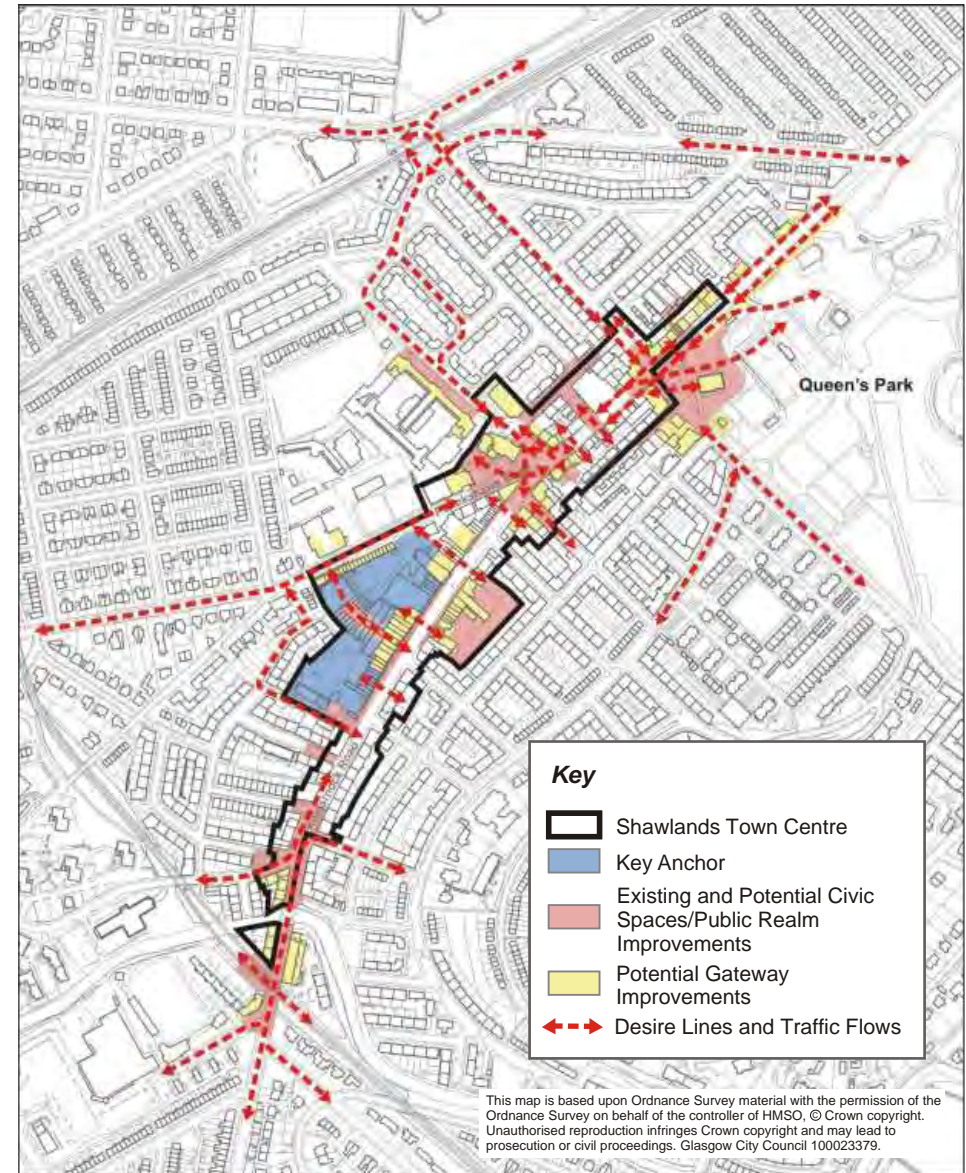 Queen's Park
Road
Key
Shawlands Town Centre
Key Anchor
Existing and Potential Civic
Spaces/Public Realm
Improvements
Potential Gateway
Improvements
Desire Lines and Traffic Flows
This map is based upon Ordnance Survey material with the permission of the
Ordnance Survey on behalf of the controller of HMSO, © Crown copyright.
Unauthorised reproduction infringes Crown copyright and may lead to
prosecution or civil proceedings. Glasgow City Council 100023379.